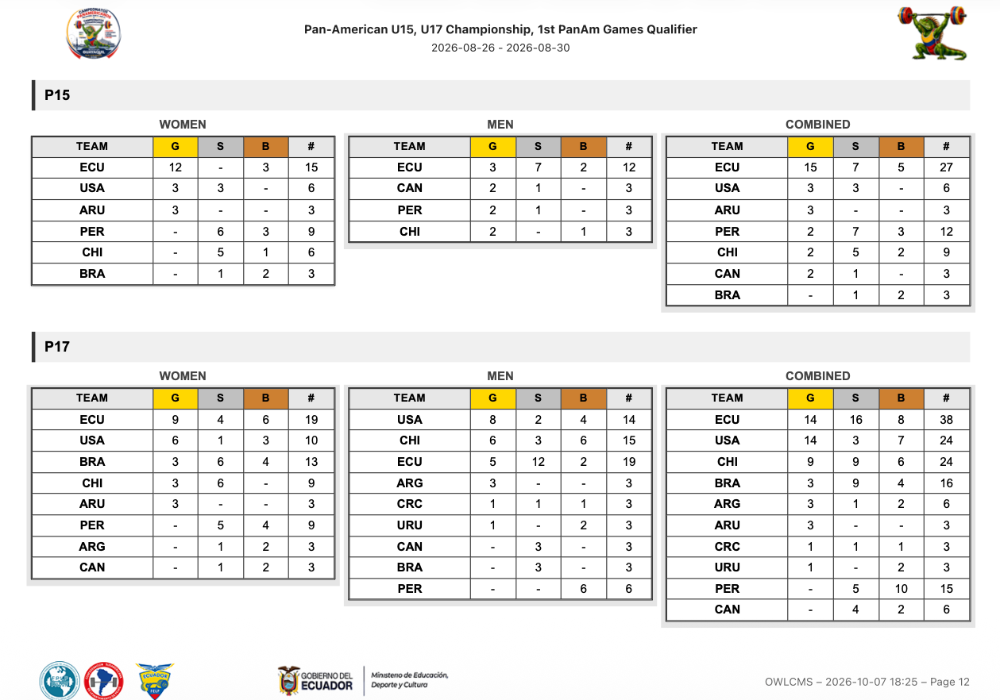 Pan-American U15, U17 Championship, 1st PanAm Games Qualifier
2026-08-26 - 2026-08-30
P15
WOMEN
TEAM G S B #
ECU 12 - 3 15
USA 3 3 - 6
ARU 3 - - 3
PER - 6 3 9
CHI - 5 1 6
BRA - 1 2 3
MEN
TEAM G S B #
ECU 3 7 2 12
CAN 2 1 - 3
PER 2 1 - 3
CHI 2 - 1 3
COMBINED
TEAM G S B #
ECU 15 7 5 27
USA 3 3 - 6
ARU 3 - - 3
PER 2 7 3 12
CHI 2 5 2 9
CAN 2 1 - 3
BRA - 1 2 3
P17
WOMEN
TEAM G S B #
ECU 9 4 6 19
USA 6 1 3 10
BRA 3 6 4 13
CHI 3 6 - 9
ARU 3 - - 3
PER - 5 4 9
ARG - 1 2 3
CAN - 1 2 3
MEN
TEAM G S B #
USA 8 2 4 14
CHI 6 3 6 15
ECU 5 12 2 19
ARG 3 - - 3
CRC 1 1 1 3
URU 1 - 2 3
CAN - 3 - 3
BRA - 3 - 3
PER - - 6 6
COMBINED
TEAM G S B #
ECU 14 16 8 38
USA 14 3 7 24
CHI 9 9 6 24
BRA 3 9 4 16
ARG 3 1 2 6
ARU 3 - - 3
CRC 1 1 1 3
URU 1 - 2 3
PER - 5 10 15
CAN - 4 2 6
ECUADOR
GOBIERNO DEL
ECUADOR
Ministerio de Educación,
Deporte y Cultura
OWLCMS – 2026-10-07 18:25 – Page 12